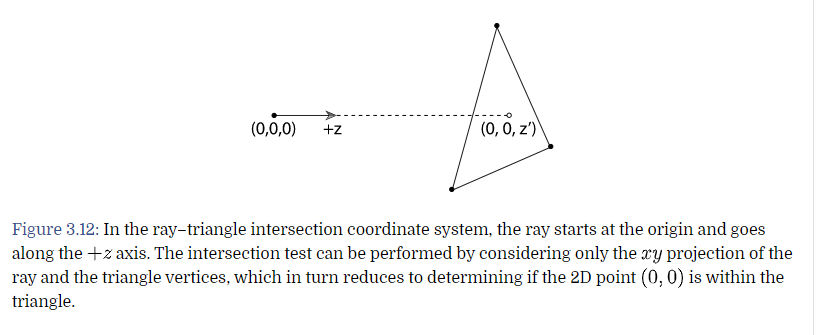 (0,0,0)
+z
(0, 0, z′)
Figure 3.12: In the ray–triangle intersection coordinate system, the ray starts at the origin and goes
along the +z axis. The intersection test can be performed by considering only the xy projection of the
ray and the triangle vertices, which in turn reduces to determining if the 2D point (0, 0) is within the
triangle.